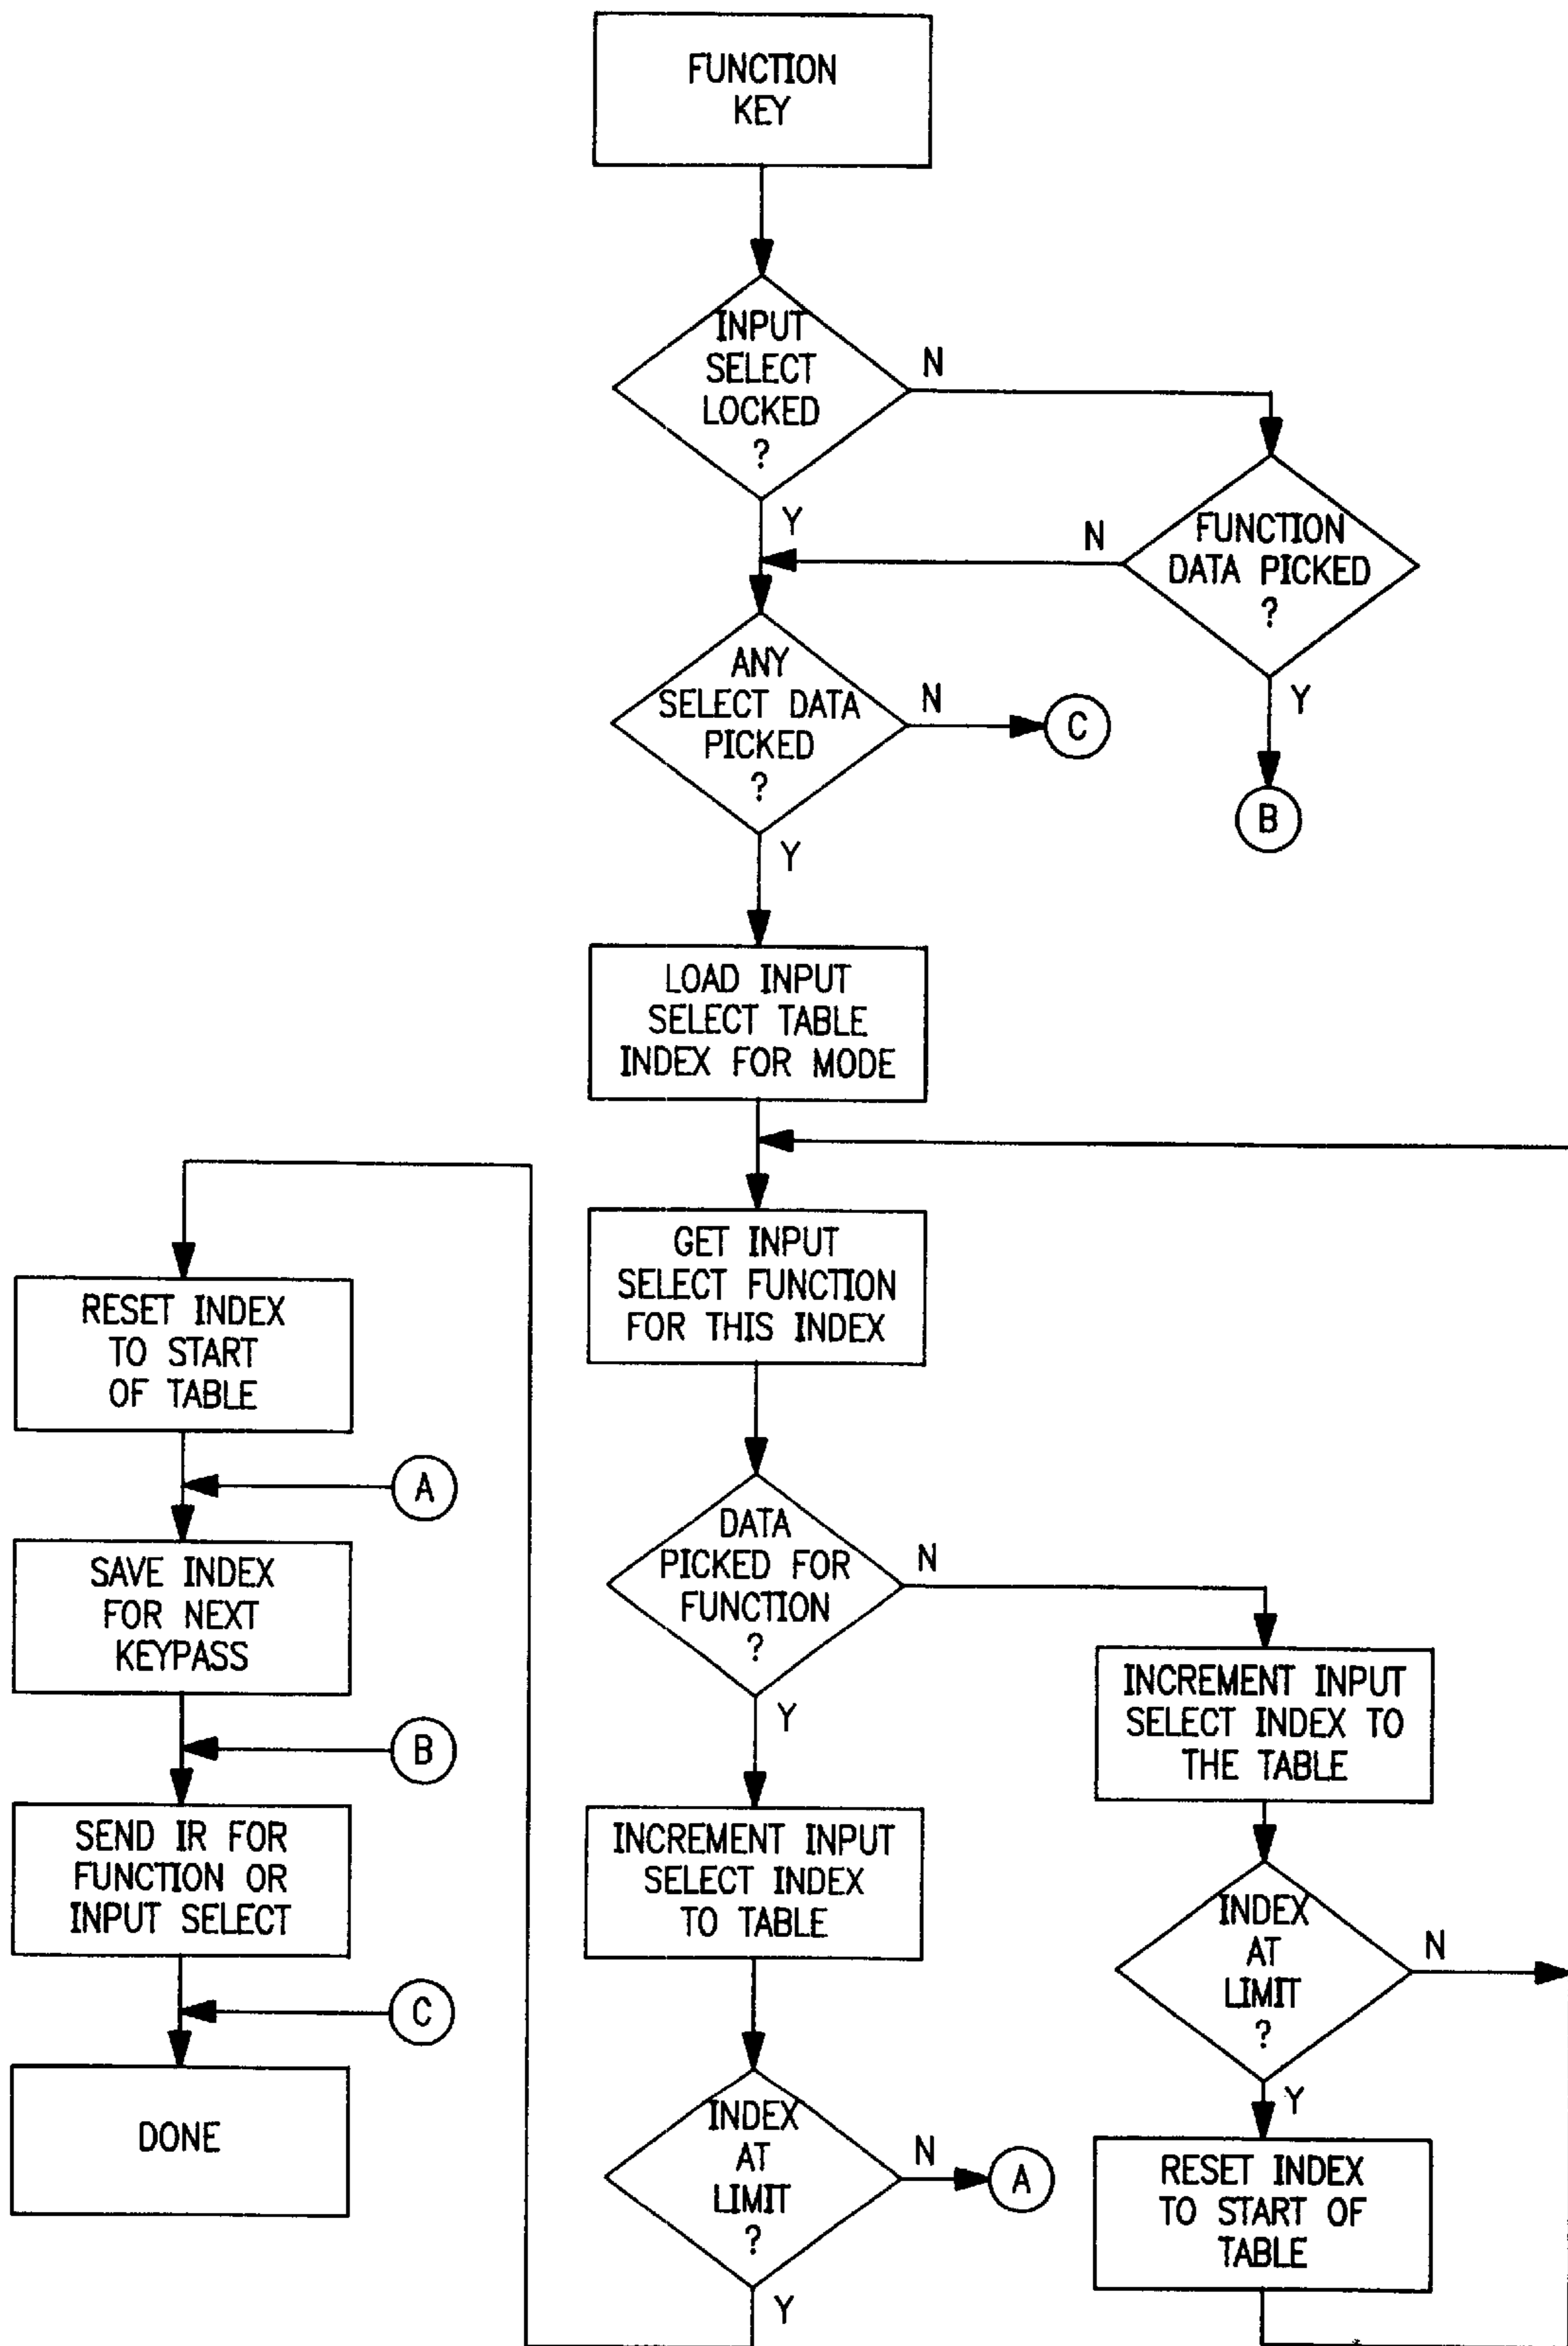 FUNCTION
KEY
INPUT
SELECT
LOCKED
?
N
Y
FUNCTION
DATA PICKED
?
N
Y
B
ANY
SELECT DATA
PICKED
?
N
C
Y
LOAD INPUT
SELECT TABLE
INDEX FOR MODE
GET INPUT
SELECT FUNCTION
FOR THIS INDEX
DATA
PICKED FOR
FUNCTION
?
N
Y
INCREMENT INPUT
SELECT INDEX TO
THE TABLE
INDEX
AT
LIMIT
?
N
Y
RESET INDEX
TO START OF
TABLE
INCREMENT INPUT
SELECT INDEX
TO TABLE
INDEX
AT
LIMIT
?
N
A
Y
RESET INDEX
TO START
OF TABLE
A
SAVE INDEX
FOR NEXT
KEYPASS
B
SEND IR FOR
FUNCTION OR
INPUT SELECT
C
DONE